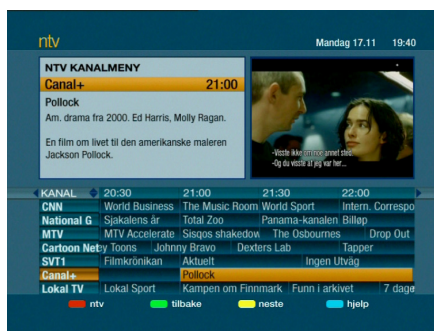 ntv
Mandag 17.11 19:40
NTV KANALMENY
Canal+ 21:00
Pollock
Am. drama fra 2000. Ed Harris, Molly Ragan.
En film om livet til den amerikanske maleren
Jackson Pollock.
-Visste ikke om noe annet sted.
-Og du visste at jeg var her...
KANAL 20:30 21:00 21:30 22:00
CNN World Business The Music Room World Sport Intern. Correspo
National G Sjakalens år Total Zoo Panama-kanalen Billøp
MTV MTV Accelerate Sisqos shakedow The Osbournes Drop Out
Cartoon Net by Toons Johnny Bravo Dexters Lab Tapper
SVT1 Filmkrönikan Aktuelt Ingen Utväg
Canal+ Pollock
Lokal TV Lokal Sport Kampen om Finnmark Funn i arkivet 7 dage
ntv tilbake neste hjelp